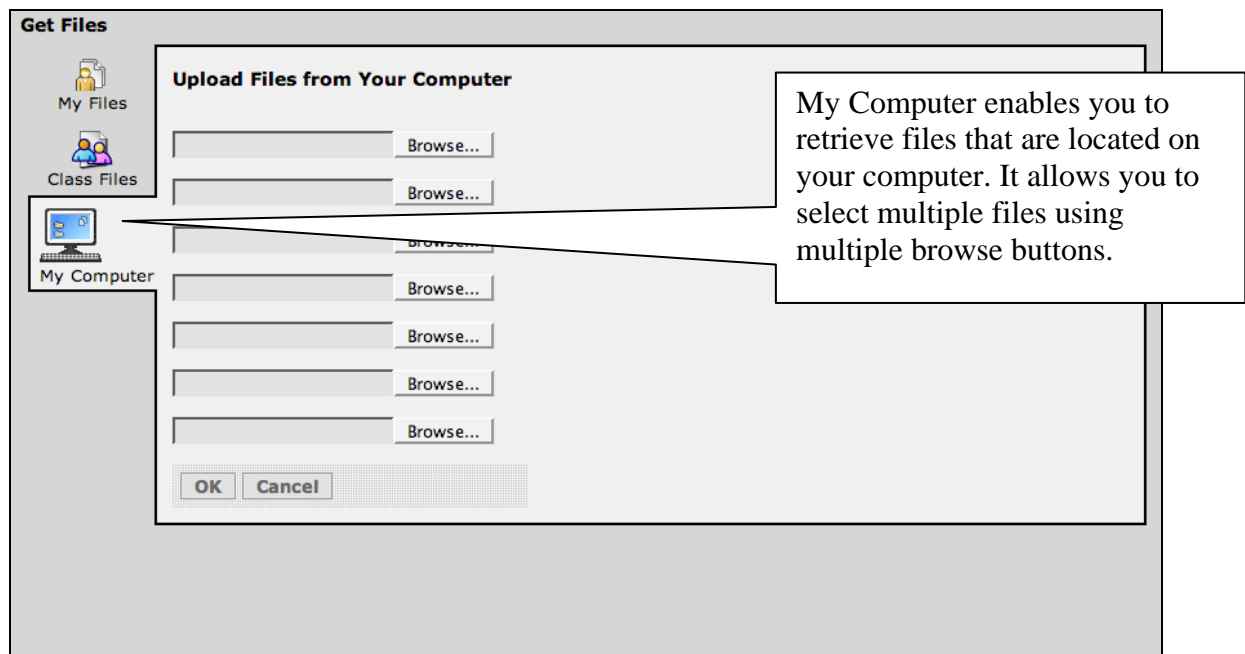 Get Files
My Files
Class Files
My Computer
Upload Files from Your Computer
Browse...
Browse...
Browse...
Browse...
Browse...
Browse...
Browse...
OK Cancel
My Computer enables you to
retrieve files that are located on
your computer. It allows you to
select multiple files using
multiple browse buttons.